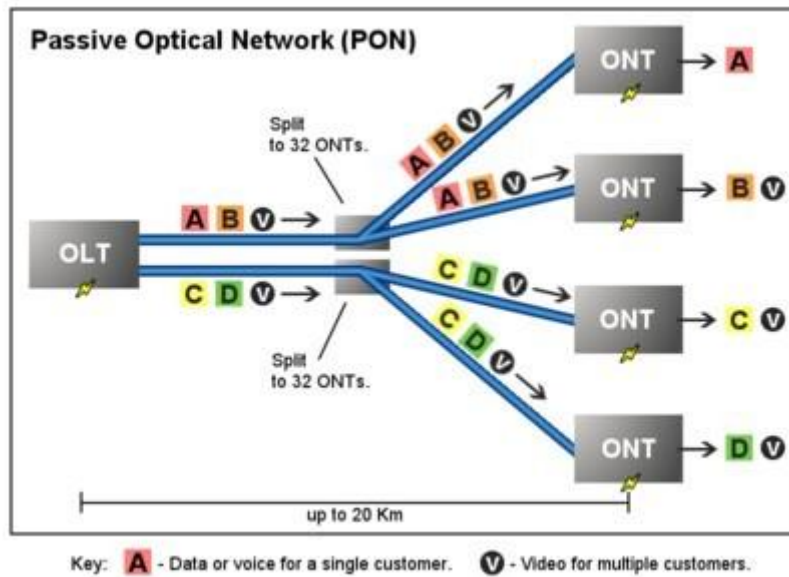 Passive Optical Network (PON)
ONT
A
Split
to 32 ONTs.
A B V
A B V
ONT
B V
A B V
OLT
C D V
C D V
ONT
C V
C D V
Split
to 32 ONTs.
ONT
D V
up to 20 Km
Key: A - Data or voice for a single customer. V - Video for multiple customers.